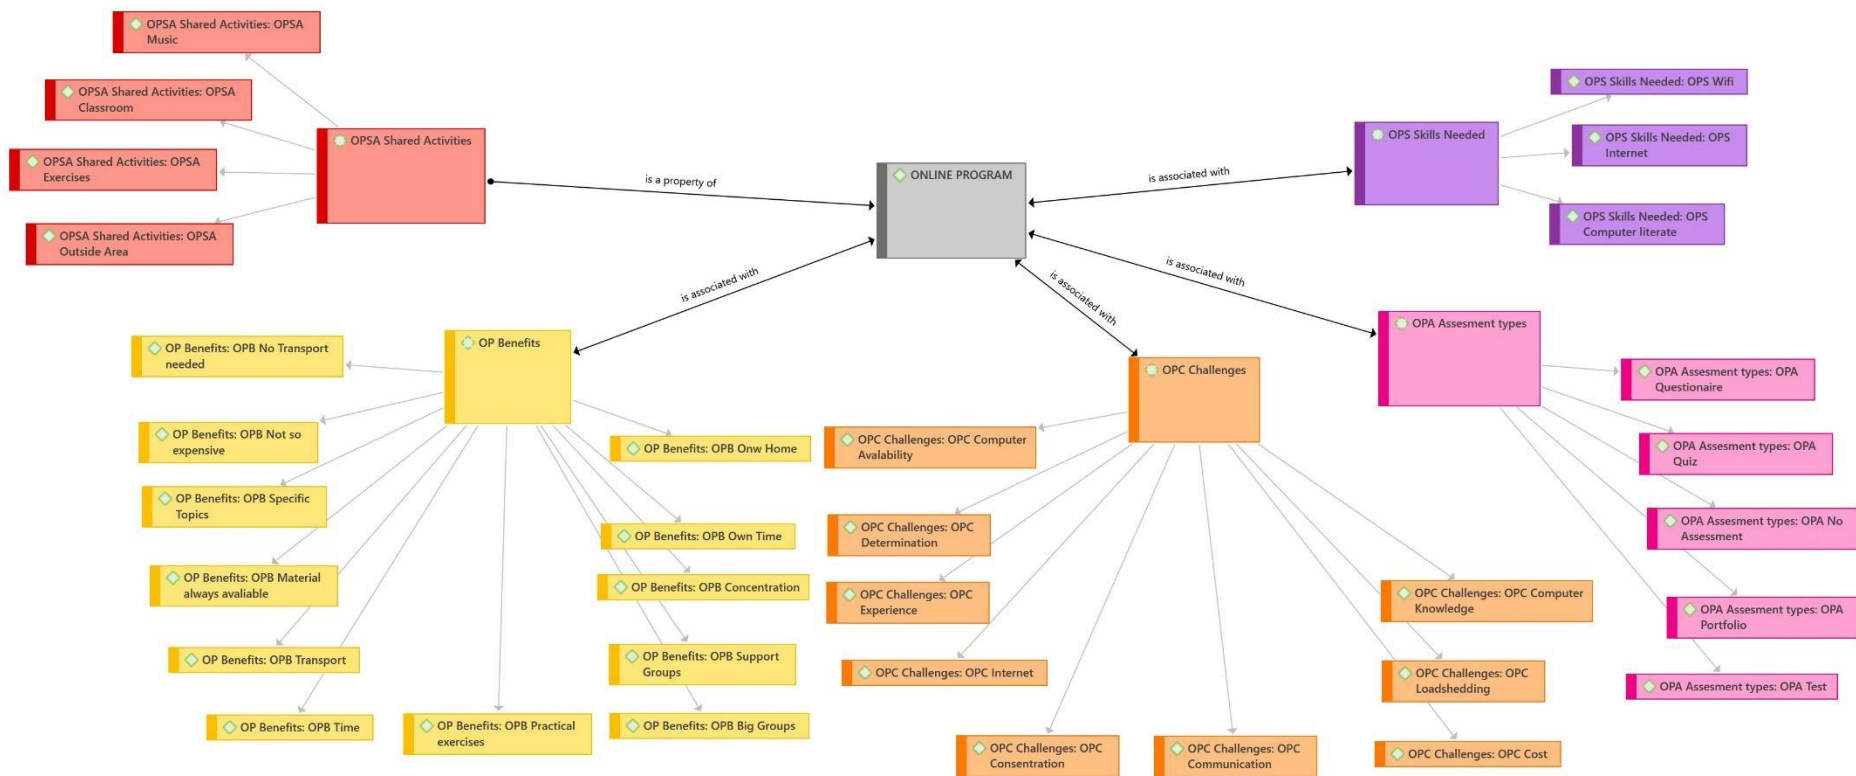 OPSA Shared Activities: OPSA
Music
OPSA Shared Activities: OPSA
Classroom
OPSA Shared Activities: OPSA
Exercises
OPSA Shared Activities: OPSA
Outside Area
OPSA Shared Activities
is a property of
ONLINE PROGRAM
is associated with
OPS Skills Needed
OPS Skills Needed: OPS Wifi
OPS Skills Needed: OPS
Internet
OPS Skills Needed: OPS
Computer literate
is associated with
is associated with
is associated with
OP Benefits
OP Benefits: OPB No Transport
needed
OP Benefits: OPB Not so
expensive
OP Benefits: OPB Specific
Topics
OP Benefits: OPB Material
always avaliable
OP Benefits: OPB Transport
OP Benefits: OPB Time
OP Benefits: OPB Practical
exercises
OP Benefits: OPB Onw Home
OP Benefits: OPB Own Time
OP Benefits: OPB Concentration
OP Benefits: OPB Support
Groups
OP Benefits: OPB Big Groups
OPC Challenges
OPC Challenges: OPC Computer
Avalability
OPC Challenges: OPC
Determination
OPC Challenges: OPC
Experience
OPC Challenges: OPC Internet
OPC Challenges: OPC
Consentration
OPC Challenges: OPC
Communication
OPC Challenges: OPC Computer
Knowledge
OPC Challenges: OPC
Loadshedding
OPC Challenges: OPC Cost
OPA Assesment types
OPA Assesment types: OPA
Questionaire
OPA Assesment types: OPA
Quiz
OPA Assesment types: OPA No
Assessment
OPA Assesment types: OPA
Portfolio
OPA Assesment types: OPA Test